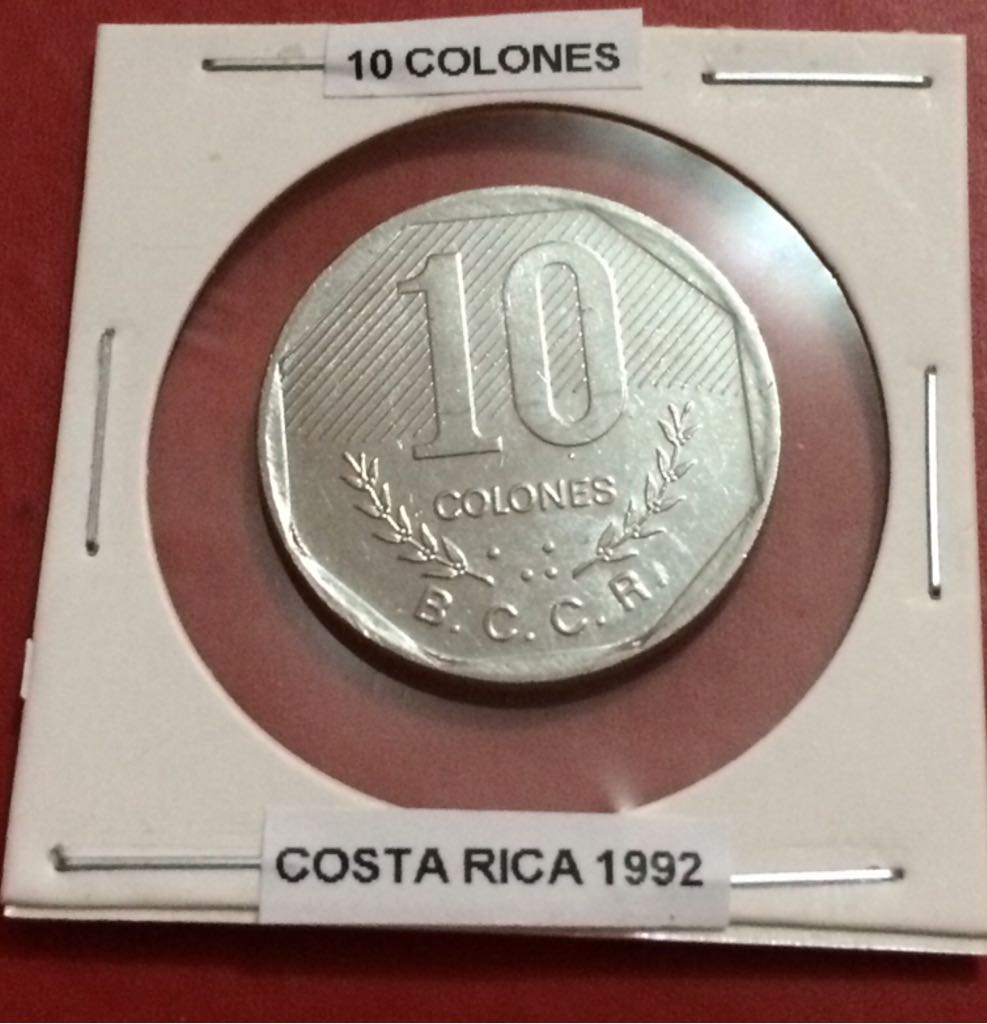 10 COLONES
10
COLONES
B. C. C. R.
COSTA RICA 1992